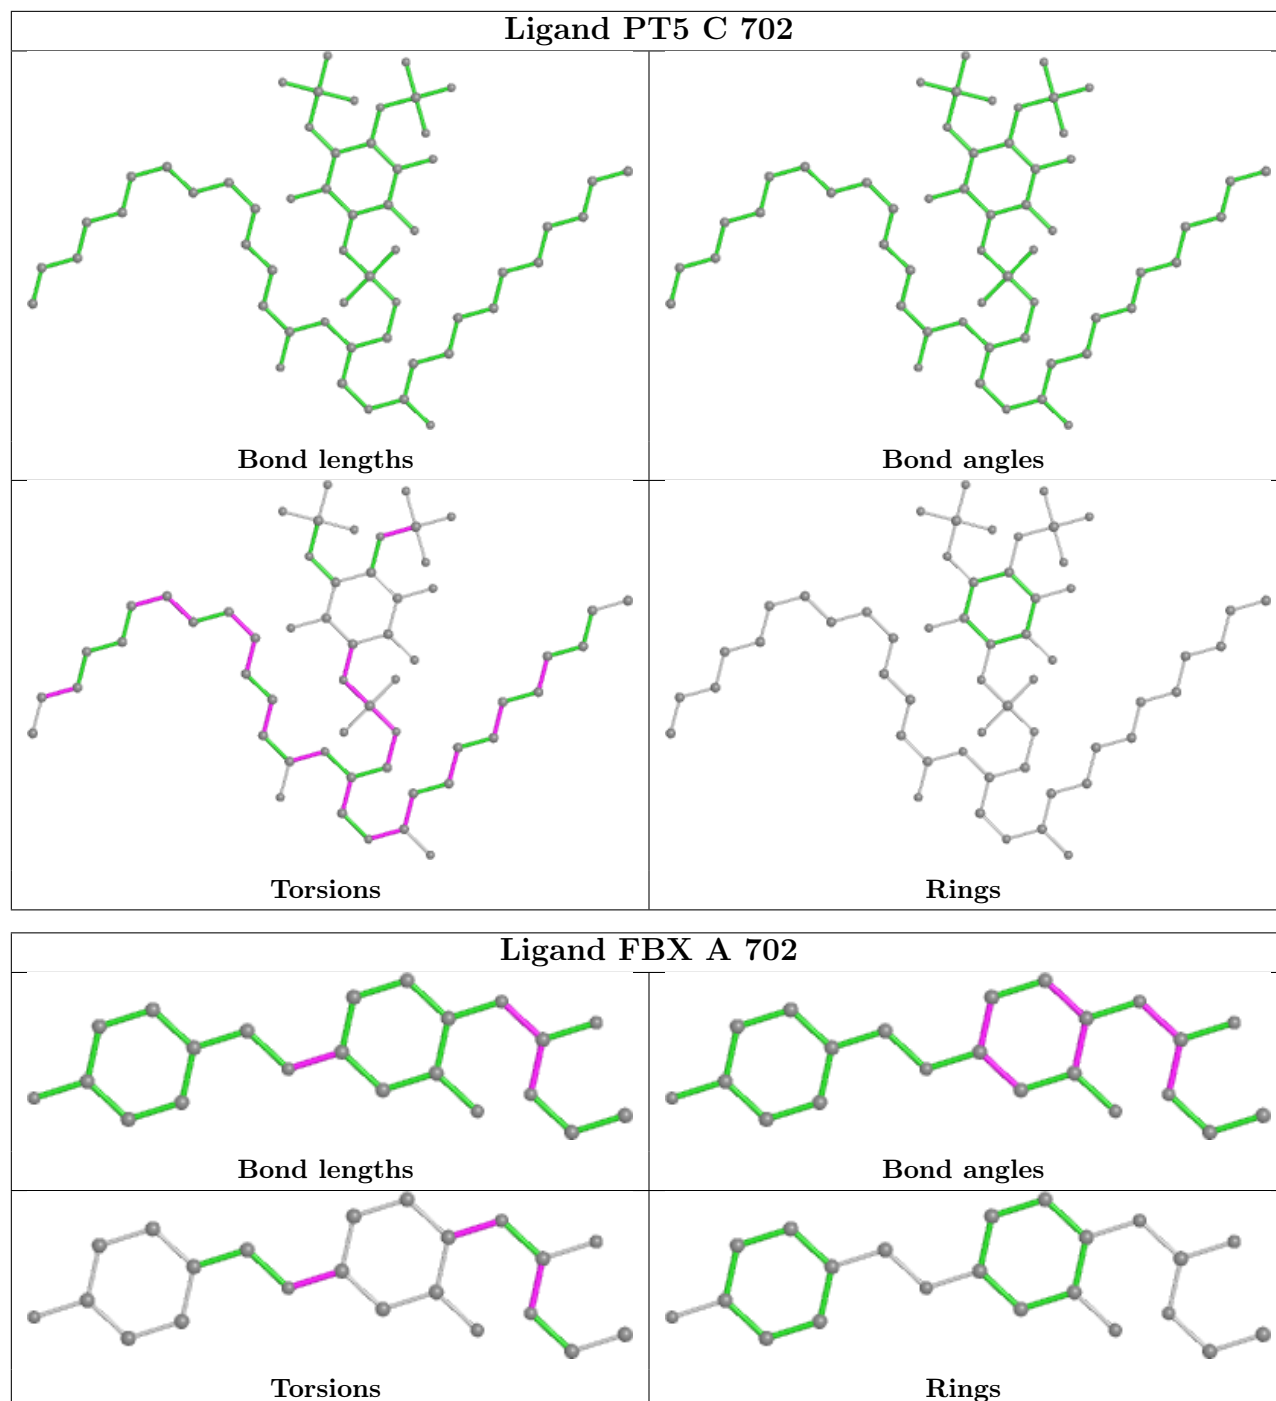 Ligand PT5 C 702
Bond lengths
Bond angles
Torsions
Rings
Ligand FBX A 702
Bond lengths
Bond angles
Torsions
Rings